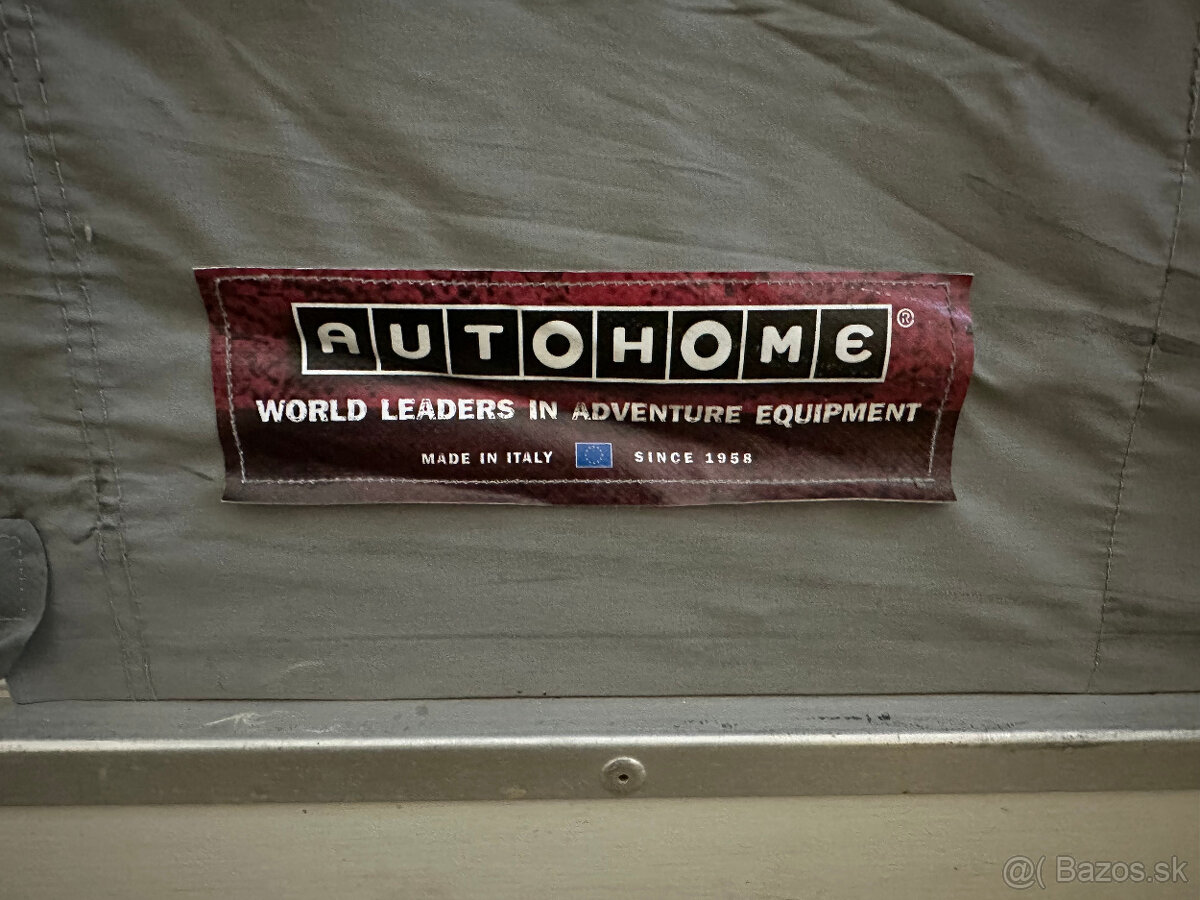 AUTOHOME®
WORLD LEADERS IN ADVENTURE EQUIPMENT
MADE IN ITALY SINCE 1958
@( Bazos.sk